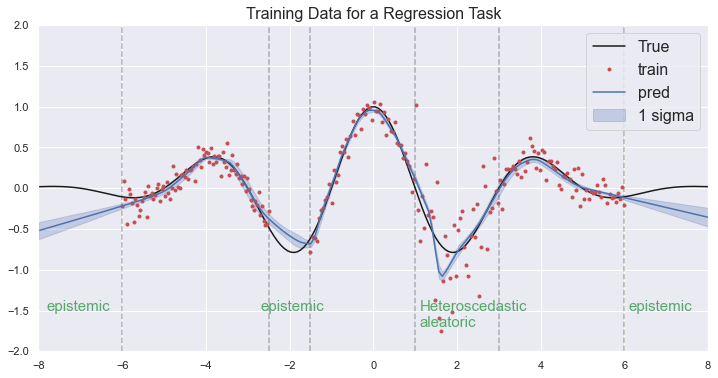 Training Data for a Regression Task
2.0
1.5
1.0
0.5
0.0
−0.5
−1.0
−1.5
−2.0
True
train
pred
1 sigma
epistemic
epistemic
Heteroscedastic
aleatoric
epistemic
−8
−6
−4
−2
0
2
4
6
8